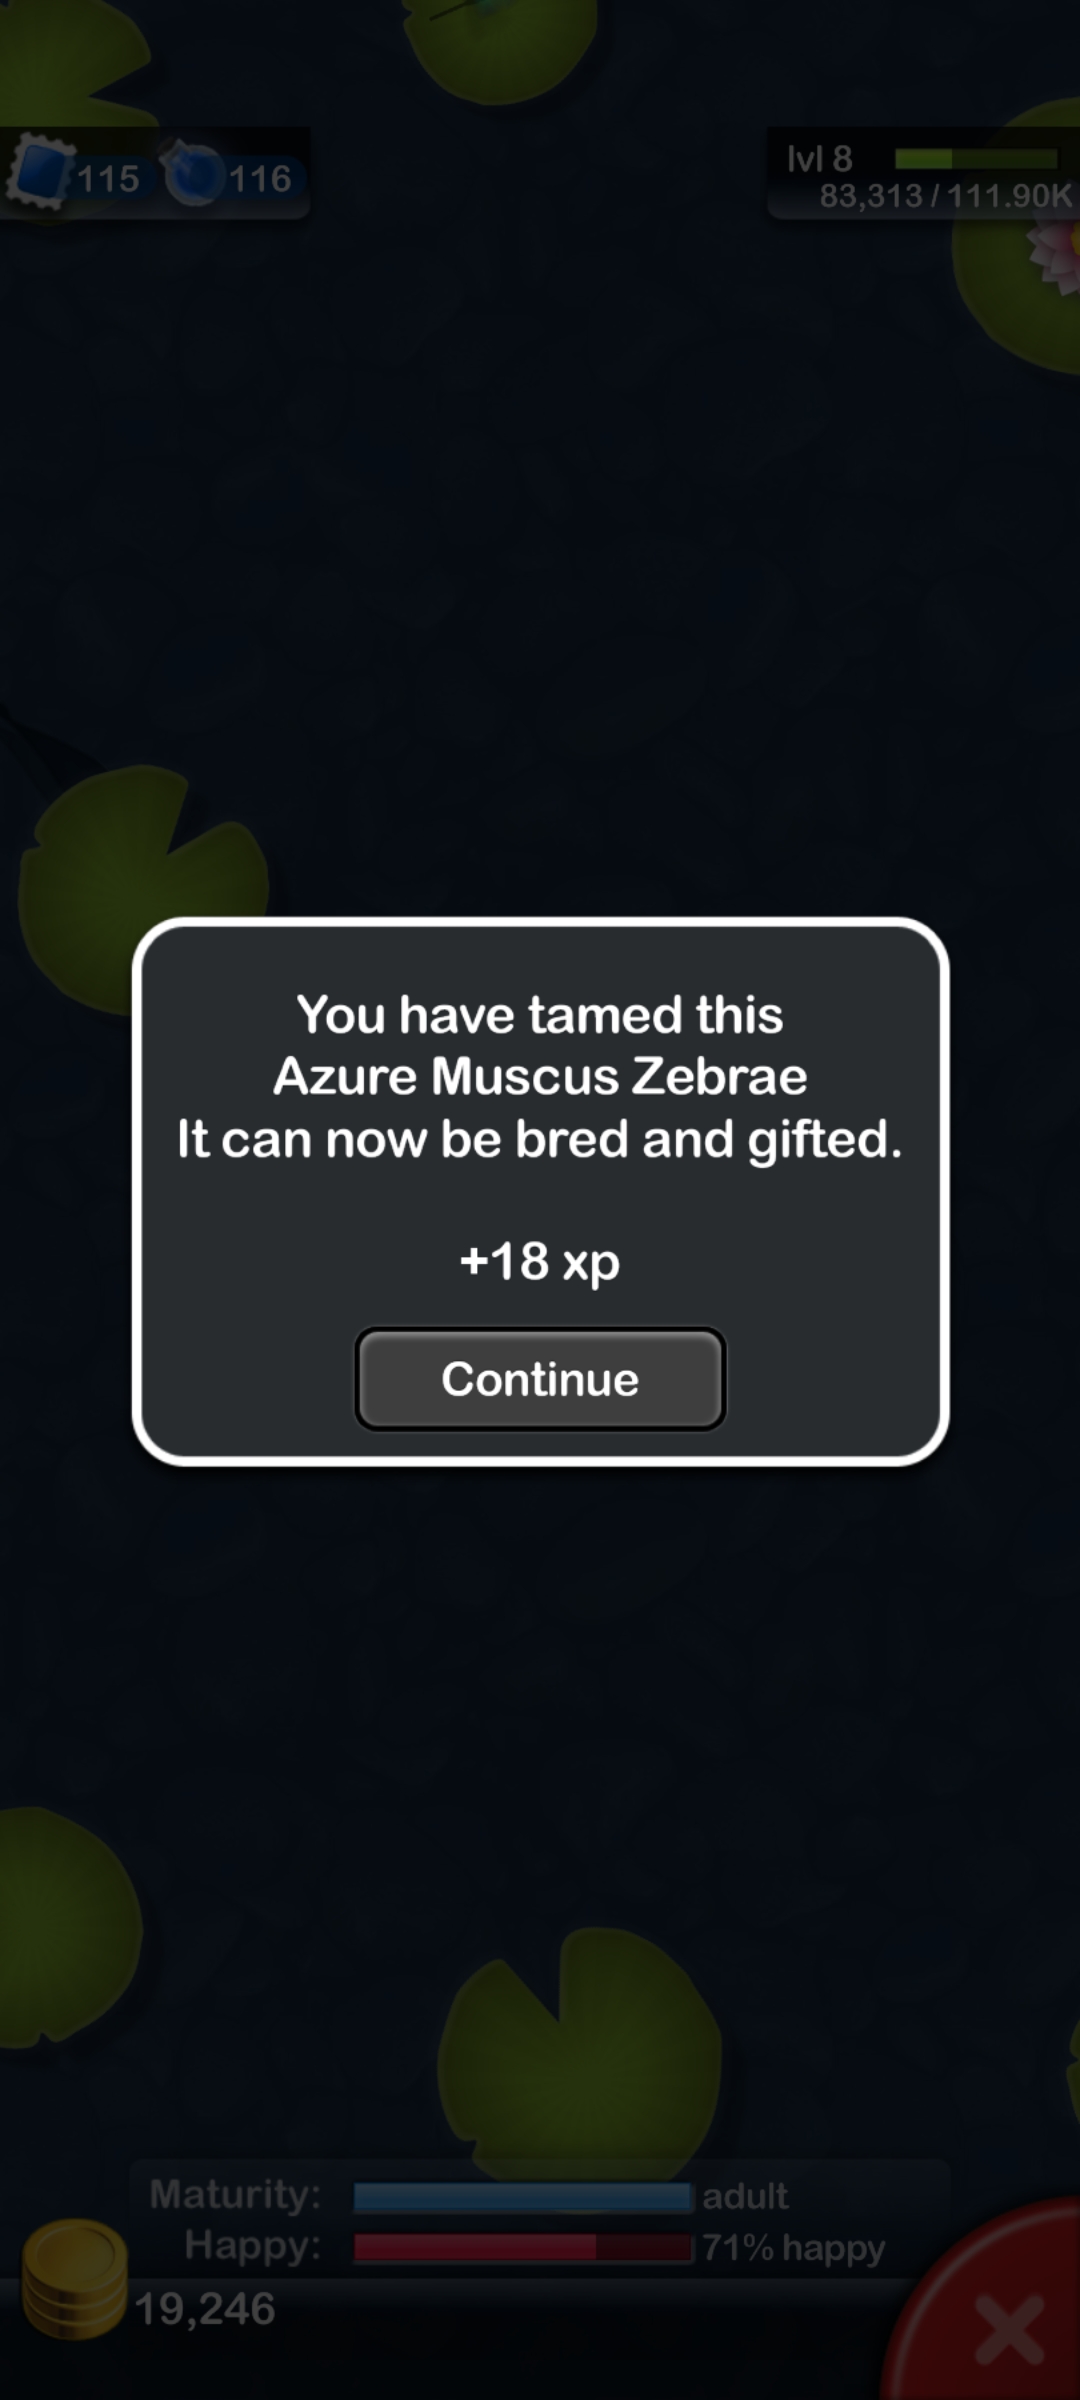 115 116
lvl 8
83,313 / 111.90K
You have tamed this
Azure Muscus Zebrae
It can now be bred and gifted.
+18 xp
Continue
Maturity: adult
Happy: 71% happy
19,246